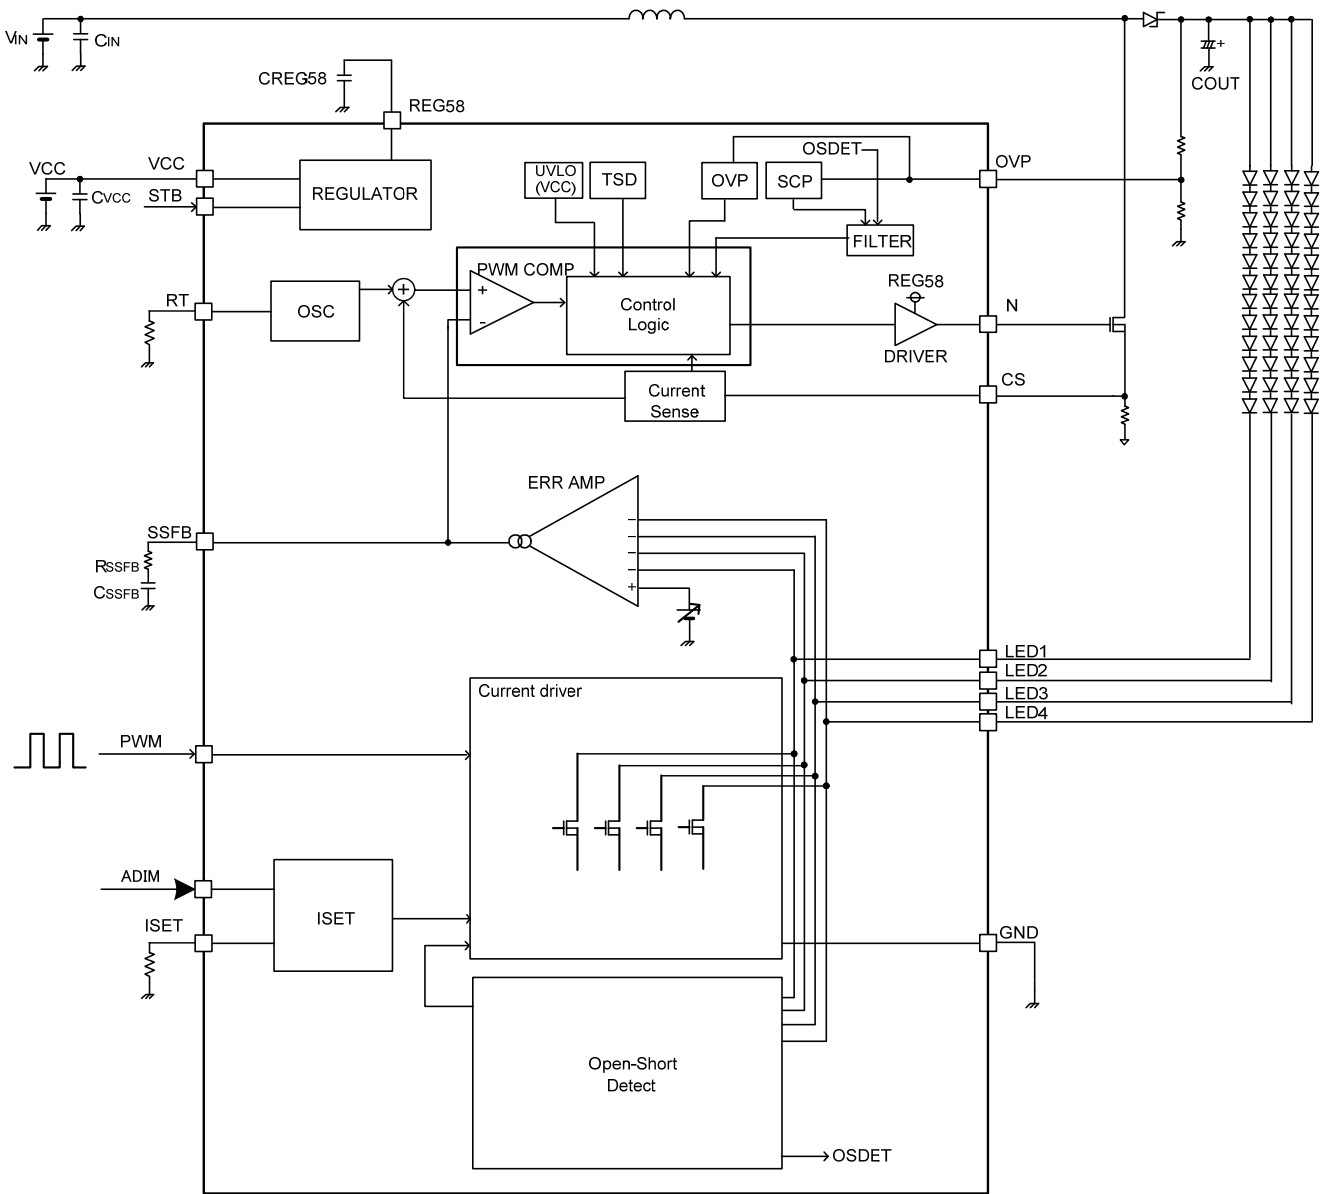 VIN
CIN
COUT
CREG58
REG58
VCC
VCC
CVCC
STB
REGULATOR
UVLO
(VCC)
TSD
OVP
SCP
OSDET
OVP
FILTER
PWM COMP
+
-
Control
Logic
REG58
DRIVER
N
RT
OSC
+
Current
Sense
CS
+
ERR AMP
SSFB
RSSFB
CSSFB
−
−
−
−
+
LED1
LED2
LED3
LED4
Current driver
PWM
ADIM
ISET
ISET
GND
Open-Short
Detect
OSDET